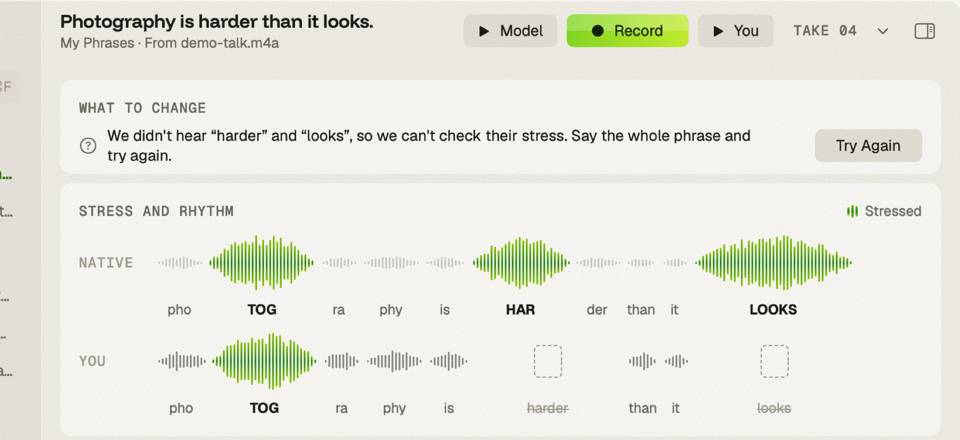 Photography is harder than it looks.
My Phrases · From demo-talk.m4a
Model
Record
You
TAKE 04
WHAT TO CHANGE
We didn't hear “harder” and “looks”, so we can't check their stress. Say the whole phrase and
try again.
Try Again
STRESS AND RHYTHM
Stressed
NATIVE
pho TOG ra phy is HAR der than it LOOKS
YOU
pho TOG ra phy is harder than it looks